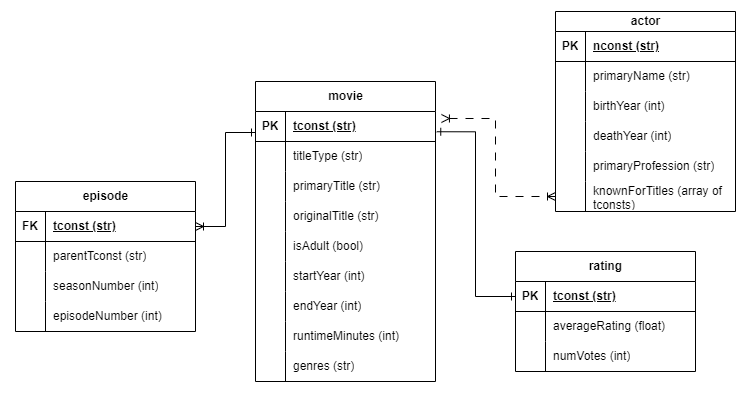 actor
PK nconst (str)
primaryName (str)
birthYear (int)
deathYear (int)
primaryProfession (str)
knownForTitles (array of
tconsts)
movie
PK tconst (str)
titleType (str)
primaryTitle (str)
originalTitle (str)
isAdult (bool)
startYear (int)
endYear (int)
runtimeMinutes (int)
genres (str)
episode
FK tconst (str)
parentTconst (str)
seasonNumber (int)
episodeNumber (int)
rating
PK tconst (str)
averageRating (float)
numVotes (int)